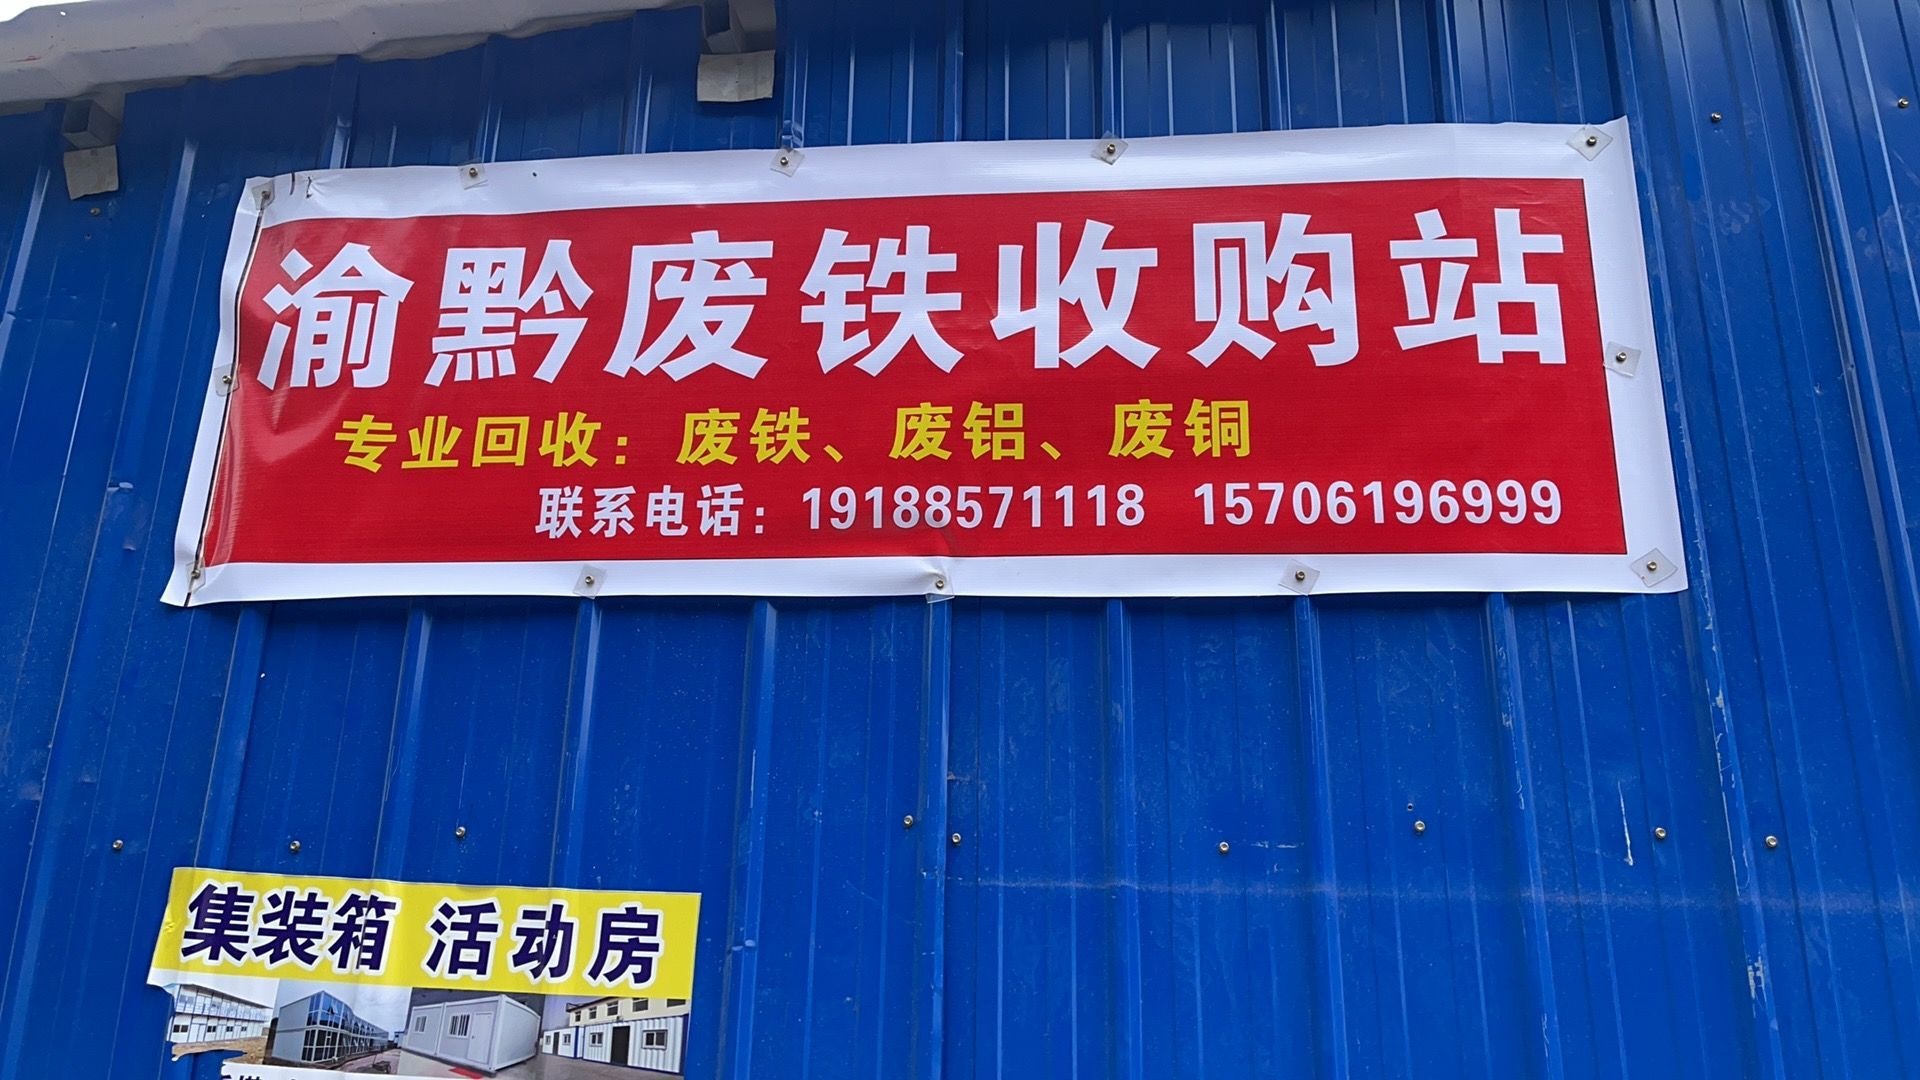 渝黔废铁收购站
专业回收：废铁、废铝、废铜
联系电话：19188571118 15706196999
集装箱 活动房